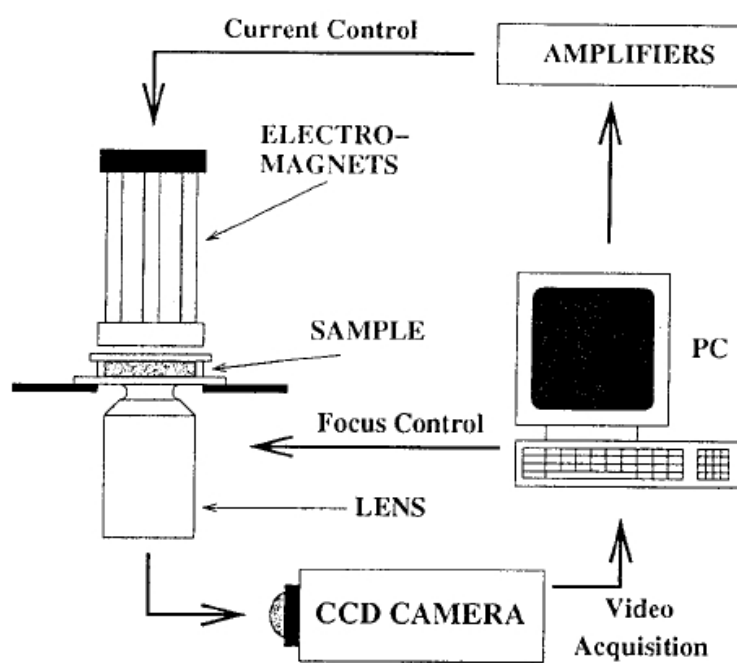 Current Control
AMPLIFIERS
ELECTRO-
MAGNETS
SAMPLE
PC
Focus Control
LENS
CCD CAMERA
Video
Acquisition